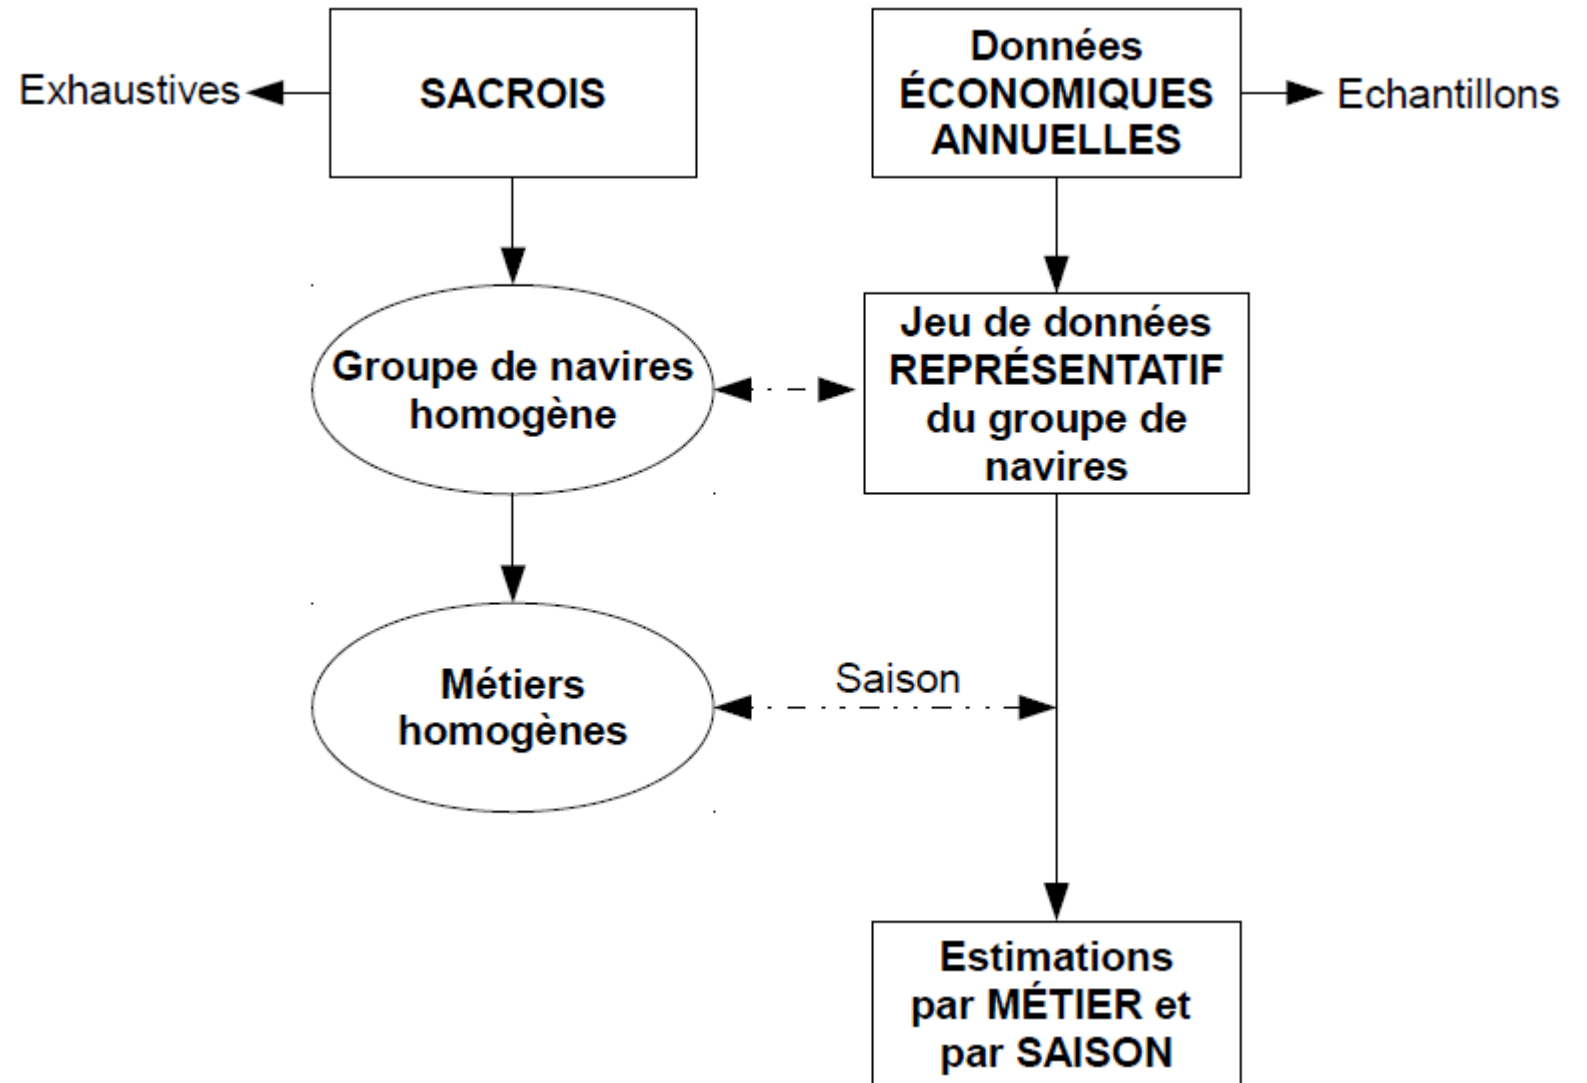 Exhaustives
SACROIS
Données
ÉCONOMIQUES
ANNUELLES
Echantillons
Groupe de navires
homogène
Jeu de données
REPRÉSENTATIF
du groupe de
navires
Métiers
homogènes
Saison
Estimations
par MÉTIER et
par SAISON